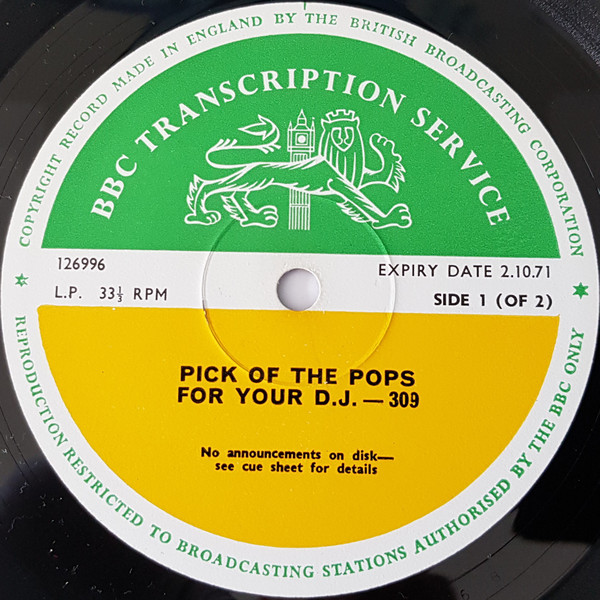 COPYRIGHT RECORD MADE IN ENGLAND BY THE BRITISH BROADCASTING CORPORATION
BBC TRANSCRIPTION SERVICE
126996
EXPIRY DATE 2.10.71
L.P. 33⅓ RPM
SIDE 1 (OF 2)
PICK OF THE POPS
FOR YOUR D.J. — 309
No announcements on disk—
see cue sheet for details
REPRODUCTION RESTRICTED TO BROADCASTING STATIONS AUTHORISED BY THE BBC ONLY